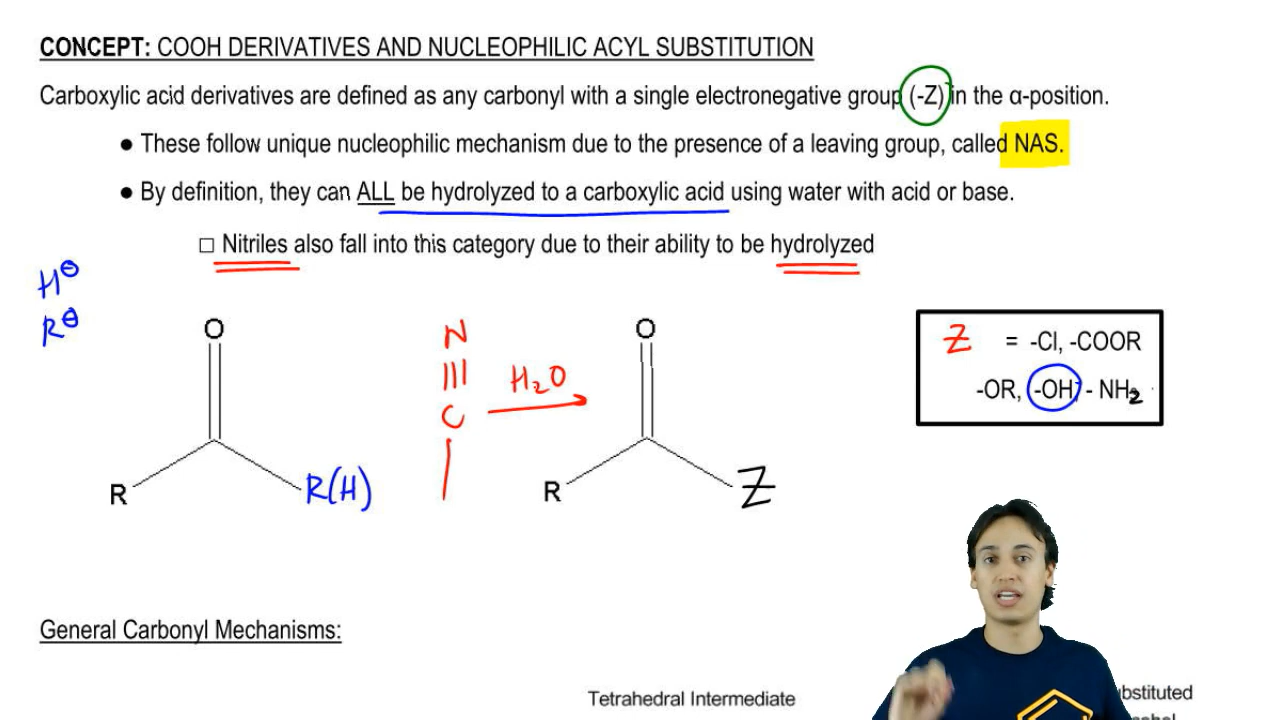 CONCEPT: COOH DERIVATIVES AND NUCLEOPHILIC ACYL SUBSTITUTION
Carboxylic acid derivatives are defined as any carbonyl with a single electronegative group (-Z) in the α-position.
● These follow unique nucleophilic mechanism due to the presence of a leaving group, called NAS.
● By definition, they can ALL be hydrolyzed to a carboxylic acid using water with acid or base.
□ Nitriles also fall into this category due to their ability to be hydrolyzed
H⊖
R⊖
O
R
R(H)
N
C
H₂O
O
R
Z
Z = -Cl, -COOR
-OR, -OH, - NH2
General Carbonyl Mechanisms:
Tetrahedral Intermediate